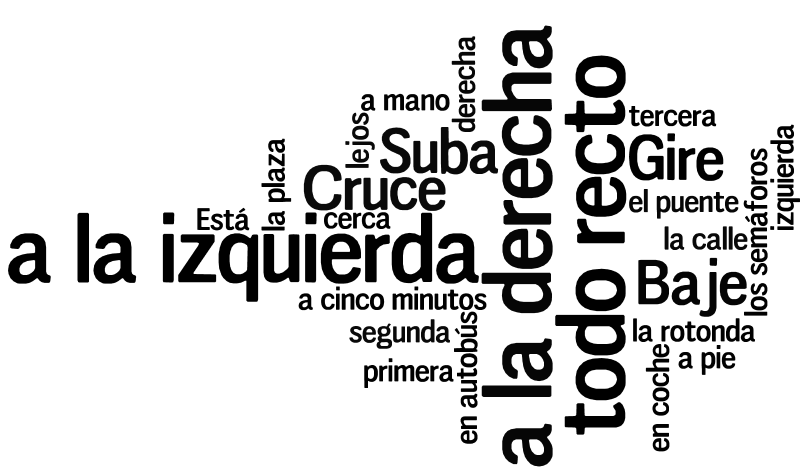 a la izquierda
Está
la plaza
lejos
a mano
derecha
Suba
Cruce
cerca
a cinco minutos
segunda
primera
en autobús
a la derecha
todo recto
tercera
Gire
el puente
la calle
Baje
los semáforos
izquierda
la rotonda
a pie
en coche